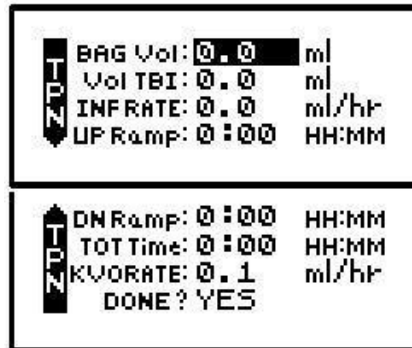 TPN
BAG Vol: 0.0 ml
Vol TBI: 0.0 ml
INF RATE: 0.0 ml/hr
UP Ramp: 0:00 HH:MM
TPN
DN Ramp: 0:00 HH:MM
TOT Time: 0:00 HH:MM
KVORATE: 0.1 ml/hr
DONE? YES